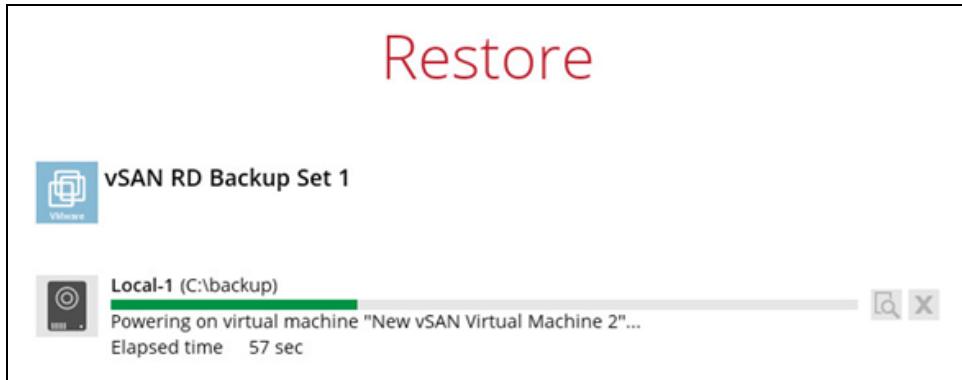 Restore
vSAN RD Backup Set 1
VMware
Local-1 (C:\backup)
Powering on virtual machine "New vSAN Virtual Machine 2"...
Elapsed time 57 sec
X